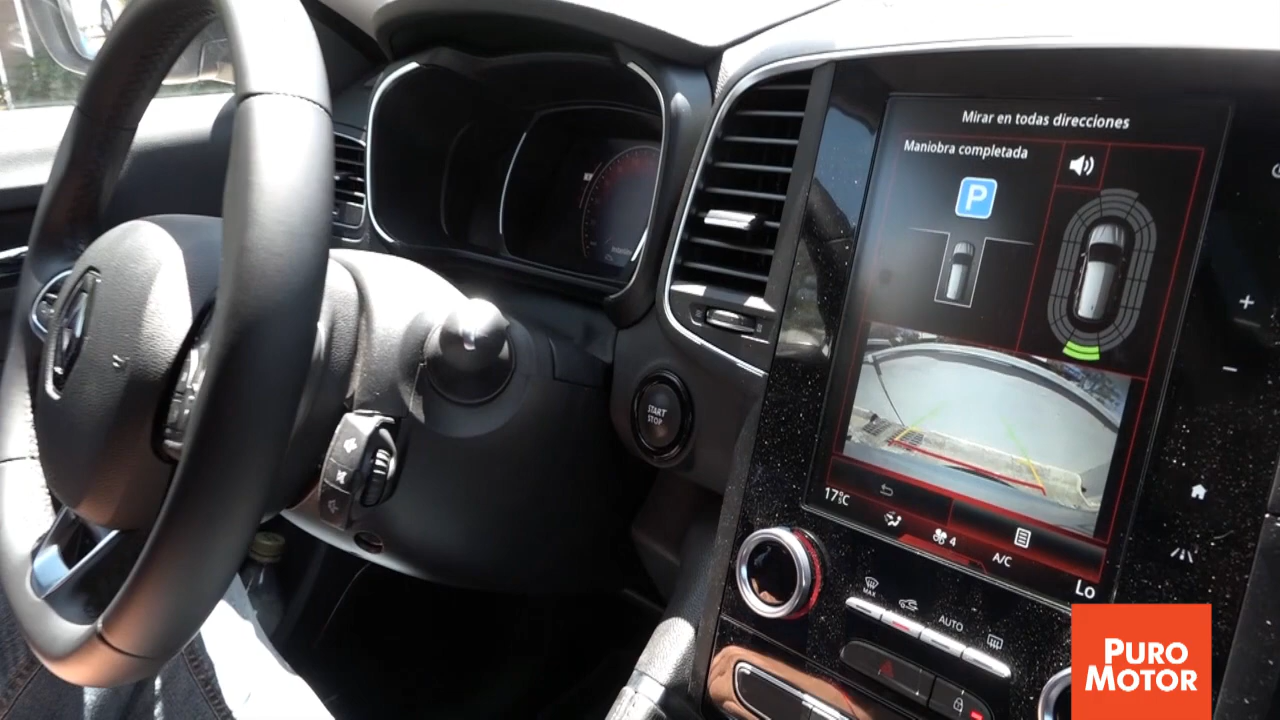 Mirar en todas direcciones
Maniobra completada
P
START
STOP
17°C
4
A/C
Lo
MAX
AUTO
PURO
MOTOR